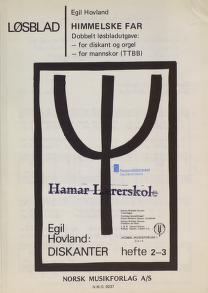 Egil Hovland
LØSBLAD
HIMMELSKE FAR
Dobbelt løsbladutgave:
– for diskant og orgel
– for mannskor (TTBB)
Hamar Lærerskole
Egil
Hovland:
DISKANTER
hefte 2–3
NORSK MUSIKFORLAG A/S